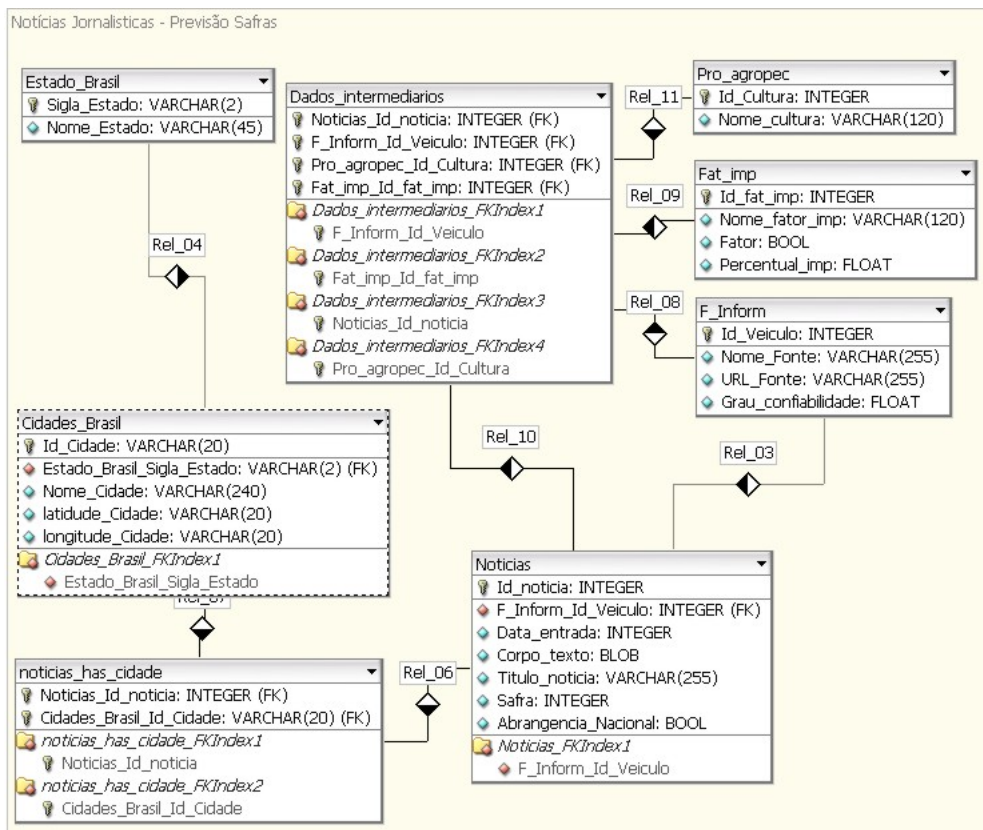 Notícias Jornalisticas - Previsão Safras
Estado_Brasil
Sigla_Estado: VARCHAR(2)
Nome_Estado: VARCHAR(45)
Dados_intermediarios
Noticias_Id_noticia: INTEGER (FK)
F_Inform_Id_Veiculo: INTEGER (FK)
Pro_agropec_Id_Cultura: INTEGER (FK)
Fat_imp_Id_fat_imp: INTEGER (FK)
Dados_intermediarios_FKIndex1
F_Inform_Id_Veiculo
Dados_intermediarios_FKIndex2
Fat_imp_Id_fat_imp
Dados_intermediarios_FKIndex3
Noticias_Id_noticia
Dados_intermediarios_FKIndex4
Pro_agropec_Id_Cultura
Rel_11
Pro_agropec
Id_Cultura: INTEGER
Nome_cultura: VARCHAR(120)
Rel_09
Fat_imp
Id_fat_imp: INTEGER
Nome_fator_imp: VARCHAR(120)
Fator: BOOL
Percentual_imp: FLOAT
Rel_04
Rel_08
F_Inform
Id_Veiculo: INTEGER
Nome_Fonte: VARCHAR(255)
URL_Fonte: VARCHAR(255)
Grau_confiabilidade: FLOAT
Cidades_Brasil
Id_Cidade: VARCHAR(20)
Estado_Brasil_Sigla_Estado: VARCHAR(2) (FK)
Nome_Cidade: VARCHAR(240)
latidude_Cidade: VARCHAR(20)
longitude_Cidade: VARCHAR(20)
Cidades_Brasil_FKIndex1
Estado_Brasil_Sigla_Estado
Rel_10
Rel_03
Rel_07
noticias_has_cidade
Noticias_Id_noticia: INTEGER (FK)
Cidades_Brasil_Id_Cidade: VARCHAR(20) (FK)
noticias_has_cidade_FKIndex1
Noticias_Id_noticia
noticias_has_cidade_FKIndex2
Cidades_Brasil_Id_Cidade
Rel_06
Noticias
Id_noticia: INTEGER
F_Inform_Id_Veiculo: INTEGER (FK)
Data_entrada: INTEGER
Corpo_texto: BLOB
Titulo_noticia: VARCHAR(255)
Safra: INTEGER
Abrangencia_Nacional: BOOL
Noticias_FKIndex1
F_Inform_Id_Veiculo